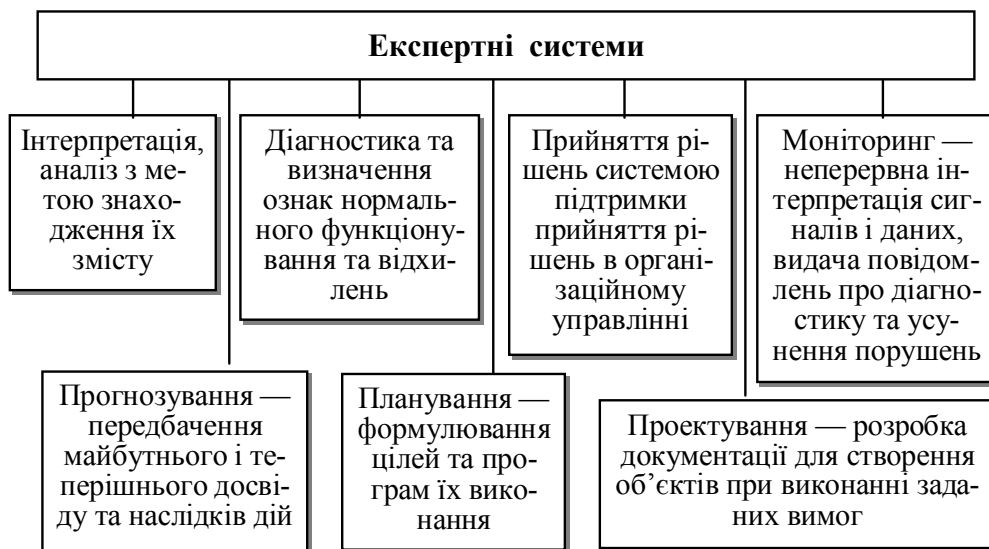 Експертні системи
Інтерпретація,
аналіз з ме-
тою знахо-
дження їх
змісту
Діагностика та
визначення
ознак нормаль-
ного функціону-
вання та відхи-
лень
Прийняття рі-
шень системою
підтримки
прийняття рі-
шень в органі-
заційному
управлінні
Моніторинг —
неперервна ін-
терпретація сиг-
налів і даних,
видача повідом-
лень про діагно-
стику та усу-
нення порушень
Прогнозування —
передбачення
майбутнього і те-
перішнього досві-
ду та наслідків дій
Планування —
формулювання
цілей та про-
грам їх вико-
нання
Проектування — розробка
документації для створення
об’єктів при виконанні зада-
них вимог